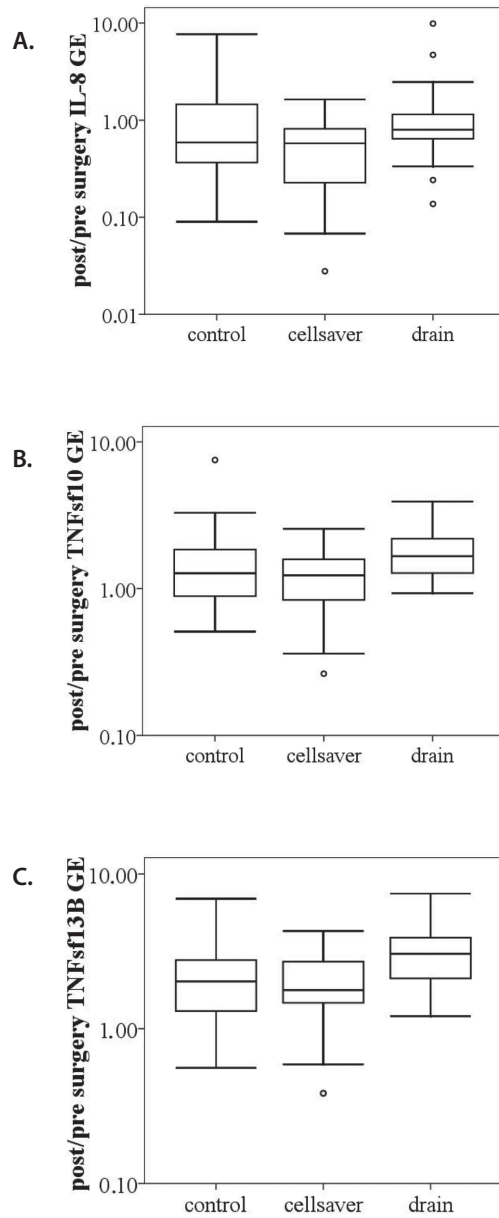 A.
post/pre surgery IL-8 GE
10.00
1.00
0.10
0.01
control cellsaver drain
B.
post/pre surgery TNFsf10 GE
10.00
1.00
0.10
control cellsaver drain
C.
post/pre surgery TNFsf13B GE
10.00
1.00
0.10
control cellsaver drain